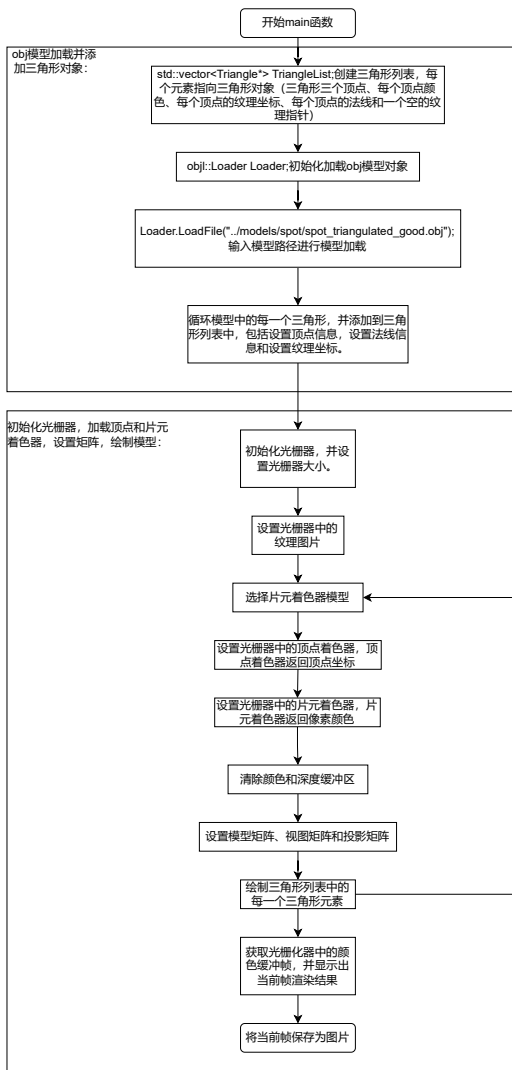 开始main函数
obj模型加载并添
加三角形对象：
std::vector<Triangle*> TriangleList;创建三角形列表，每
个元素指向三角形对象（三角形三个顶点、每个顶点颜
色、每个顶点的纹理坐标、每个顶点的法线和一个空的纹
理指针）
objl::Loader Loader;初始化加载obj模型对象
Loader.LoadFile("../models/spot/spot_triangulated_good.obj");
输入模型路径进行模型加载
循环模型中的每一个三角形，并添加到三角
形列表中，包括设置顶点信息，设置法线信
息和设置纹理坐标。
初始化光栅器，加载顶点和片元
着色器，设置矩阵，绘制模型：
初始化光栅器，并设
置光栅器大小。
设置光栅器中的
纹理图片
选择片元着色器模型
设置光栅器中的顶点着色器，顶
点着色器返回顶点坐标
设置光栅器中的片元着色器，片
元着色器返回像素颜色
清除颜色和深度缓冲区
设置模型矩阵、视图矩阵和投影矩阵
绘制三角形列表中的
每一个三角形元素
获取光栅化器中的颜
色缓冲帧，并显示出
当前帧渲染结果
将当前帧保存为图片